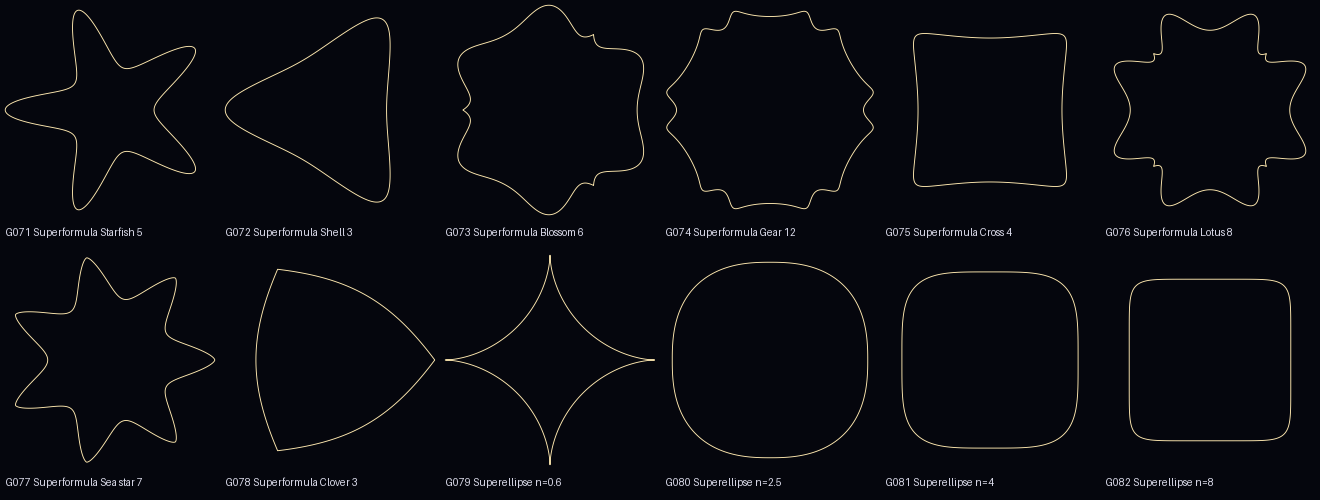 G071 Superformula Starfish 5
G072 Superformula Shell 3
G073 Superformula Blossom 6
G074 Superformula Gear 12
G075 Superformula Cross 4
G076 Superformula Lotus 8
G077 Superformula Sea star 7
G078 Superformula Clover 3
G079 Superellipse n=0.6
G080 Superellipse n=2.5
G081 Superellipse n=4
G082 Superellipse n=8